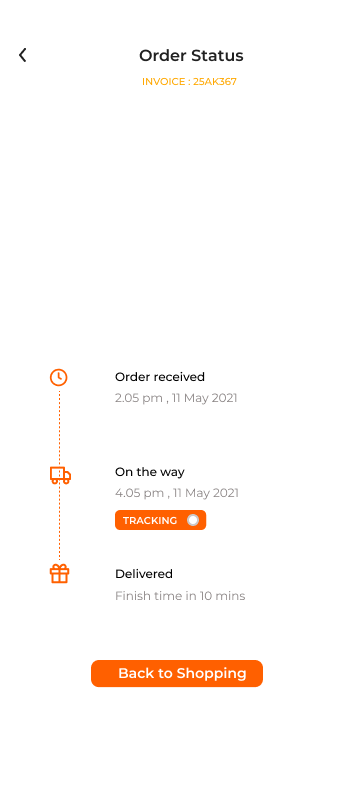 Order Status
INVOICE : 25AK367
Order received
2.05 pm , 11 May 2021
On the way
4.05 pm , 11 May 2021
TRACKING
Delivered
Finish time in 10 mins
Back to Shopping